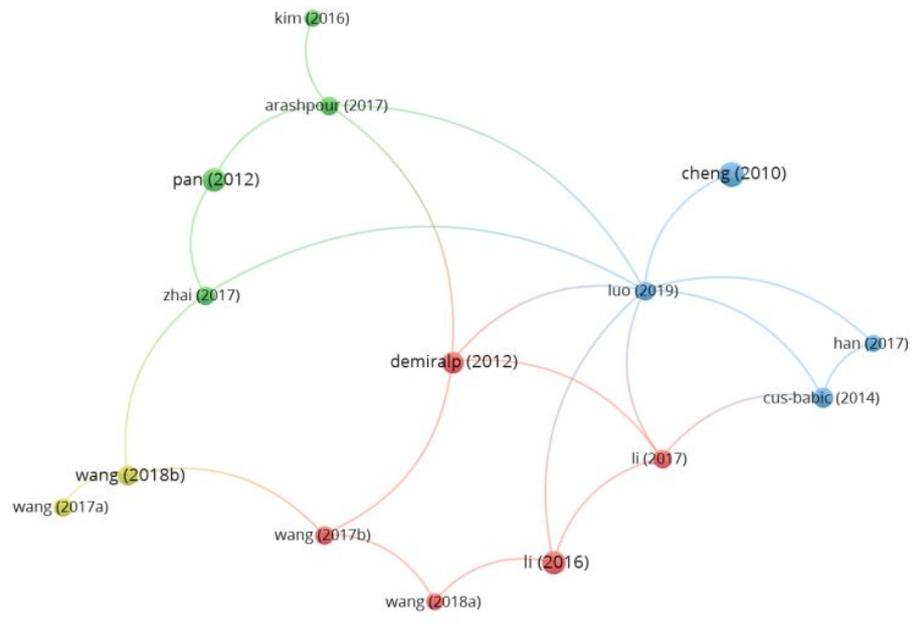 kim (2016)
arashpour (2017)
cheng (2010)
pan (2012)
luo (2019)
zhai (2017)
han (2017)
demiralp (2012)
cus-babic (2014)
li (2017)
wang (2018b)
wang (2017a)
wang (2017b)
li (2016)
wang (2018a)